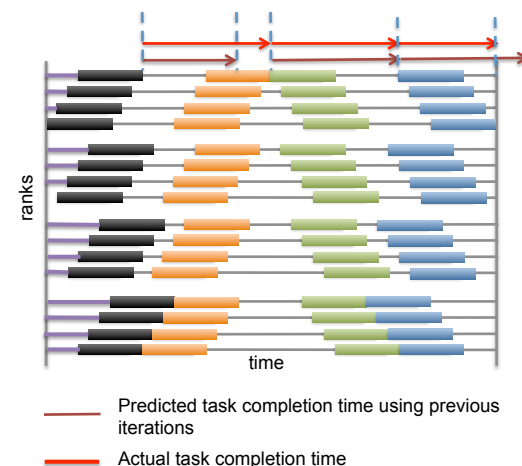 ranks
time
Predicted task completion time using previous
iterations
Actual task completion time